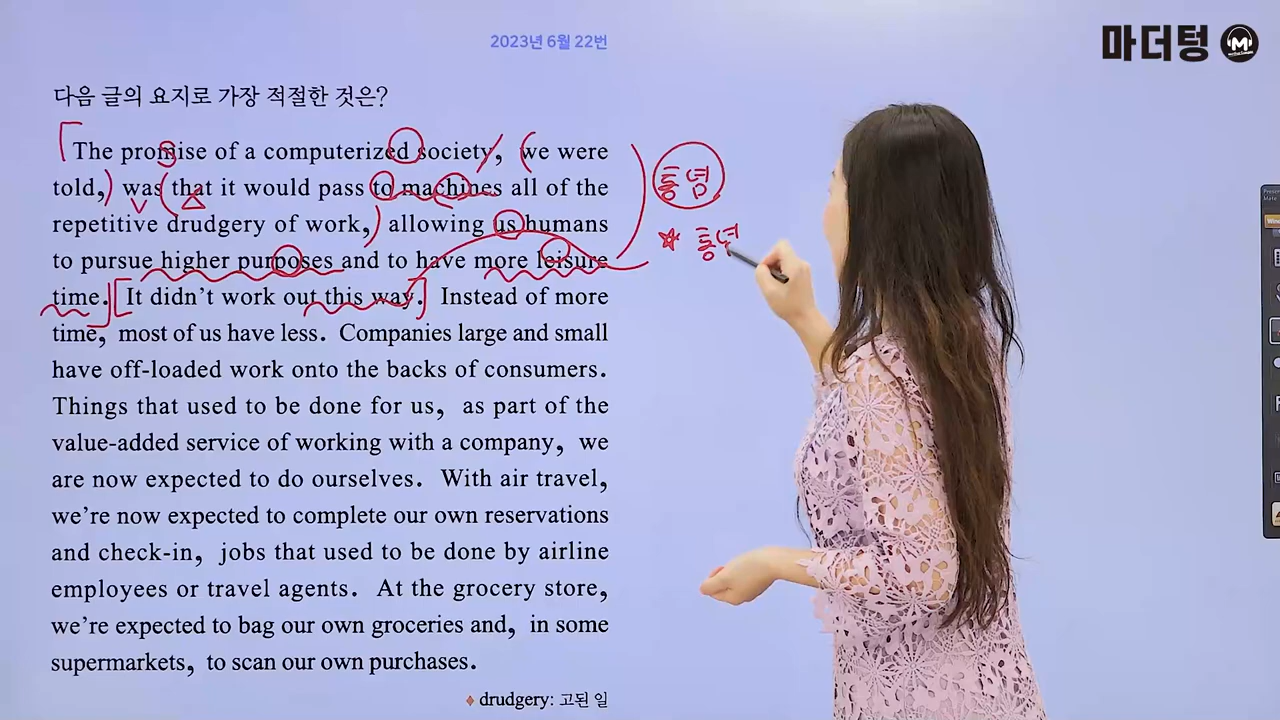 2023년 6월 22번
마더텅
다음 글의 요지로 가장 적절한 것은?
The promise of a computerized society, we were
told, was that it would pass to machines all of the
repetitive drudgery of work, allowing us humans
to pursue higher purposes and to have more leisure
time. It didn't work out this way. Instead of more
time, most of us have less. Companies large and small
have off-loaded work onto the backs of consumers.
Things that used to be done for us, as part of the
value-added service of working with a company, we
are now expected to do ourselves. With air travel,
we're now expected to complete our own reservations
and check-in, jobs that used to be done by airline
employees or travel agents. At the grocery store,
we're expected to bag our own groceries and, in some
supermarkets, to scan our own purchases.
♦ drudgery: 고된 일
통념
☆ 통념